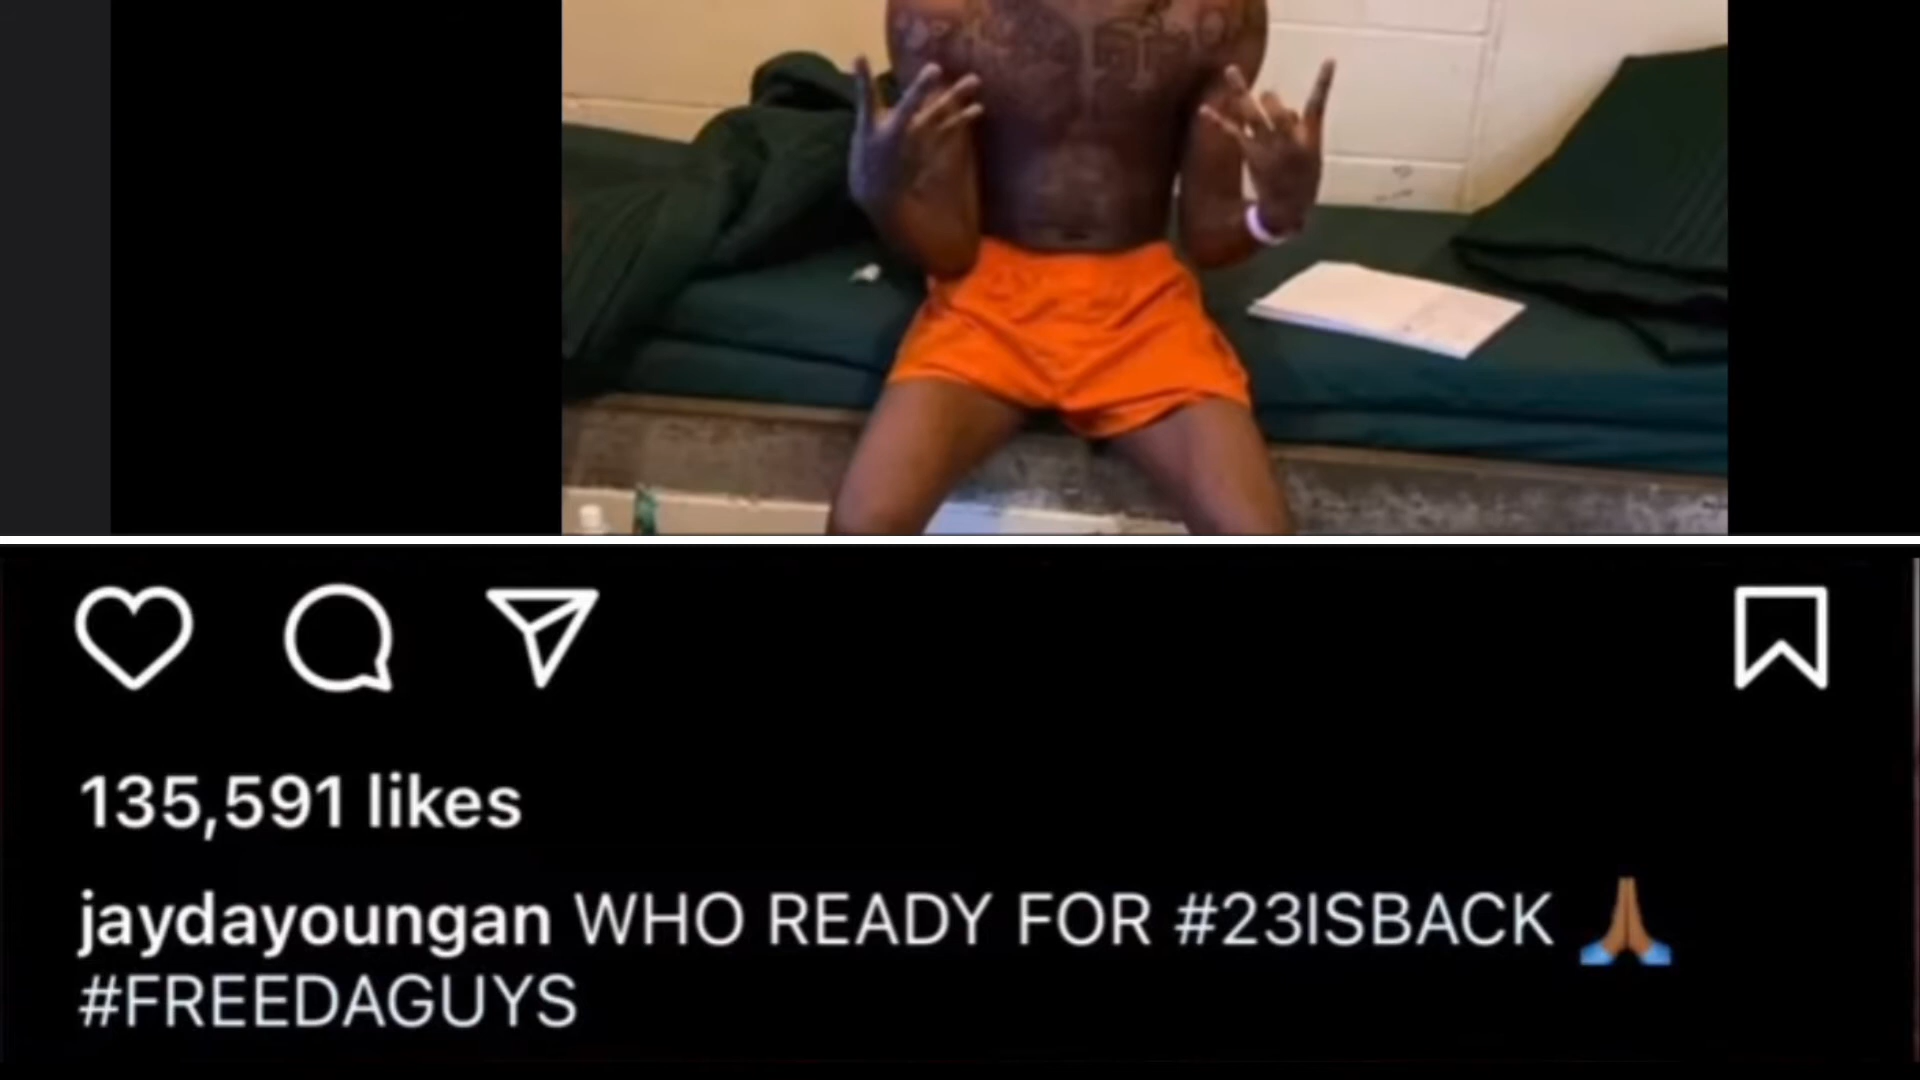 135,591 likes
jaydayoungan WHO READY FOR #23ISBACK 🙏🏾
#FREEDAGUYS